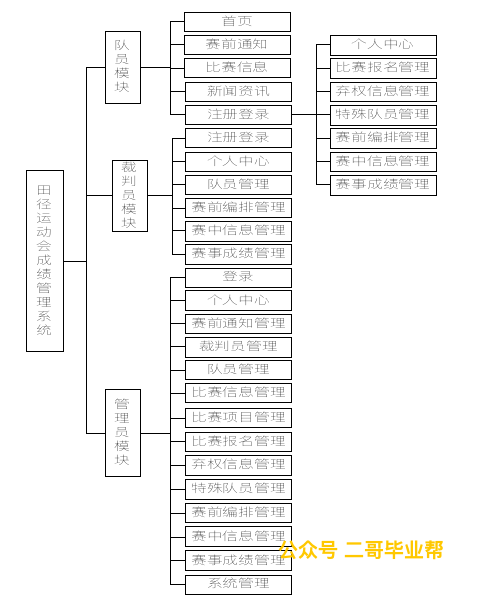 田径运动会成绩管理系统
队员模块
首页
赛前通知
比赛信息
新闻资讯
注册登录
个人中心
比赛报名管理
弃权信息管理
特殊队员管理
赛前编排管理
赛中信息管理
赛事成绩管理
裁判员模块
注册登录
个人中心
队员管理
赛前编排管理
赛中信息管理
赛事成绩管理
管理员模块
登录
个人中心
赛前通知管理
裁判员管理
队员管理
比赛信息管理
比赛项目管理
比赛报名管理
弃权信息管理
特殊队员管理
赛前编排管理
赛中信息管理
赛事成绩管理
系统管理
公众号 二哥毕业帮